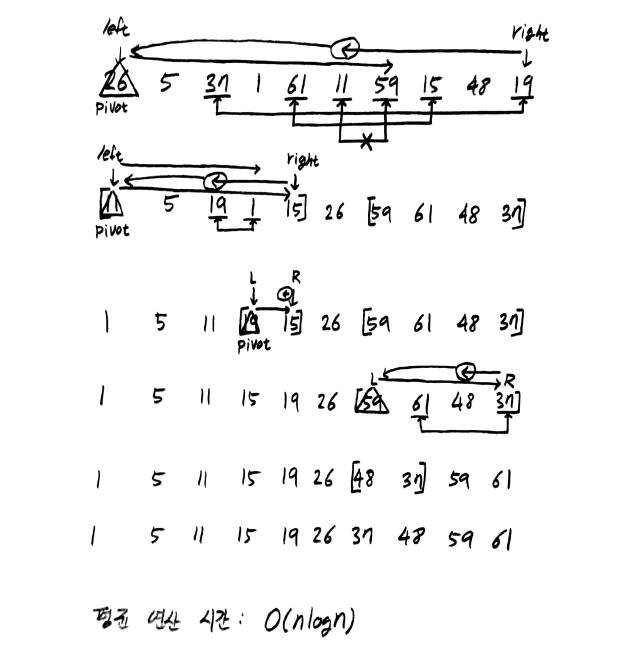 left right
26 5 37 1 61 11 59 15 48 19
pivot
left right
[11 5 19 1 15] 26 [59 61 48 37]
pivot
L R
1 5 11 [19 15] 26 [59 61 48 37]
pivot
L R
1 5 11 15 19 26 [59 61 48 37]
1 5 11 15 19 26 [48 37] 59 61
1 5 11 15 19 26 37 48 59 61
평균 연산 시간: O(nlogn)